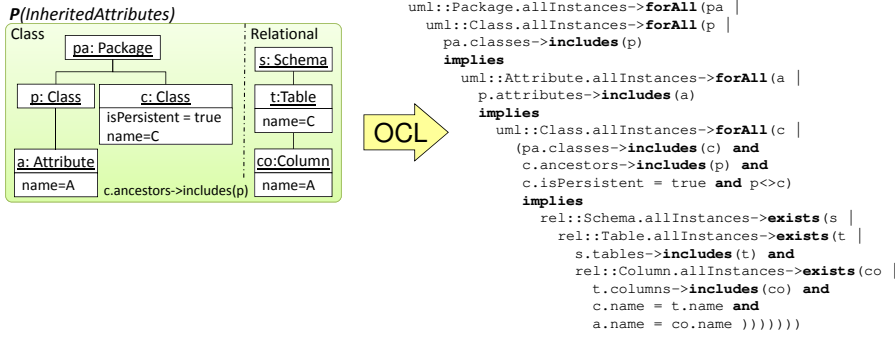 P(InheritedAttributes)
Class
Relational
pa: Package
s: Schema
p: Class
c: Class
isPersistent = true
name=C
t:Table
name=C
a: Attribute
name=A
co:Column
name=A
c.ancestors->includes(p)
OCL
uml::Package.allInstances->forAll(pa |
uml::Class.allInstances->forAll(p |
pa.classes->includes(p)
implies
uml::Attribute.allInstances->forAll(a |
p.attributes->includes(a)
implies
uml::Class.allInstances->forAll(c |
(pa.classes->includes(c) and
c.ancestors->includes(p) and
c.isPersistent = true and p<>c)
implies
rel::Schema.allInstances->exists(s |
rel::Table.allInstances->exists(t |
s.tables->includes(t) and
rel::Column.allInstances->exists(co |
t.columns->includes(co) and
c.name = t.name and
a.name = co.name )))))))